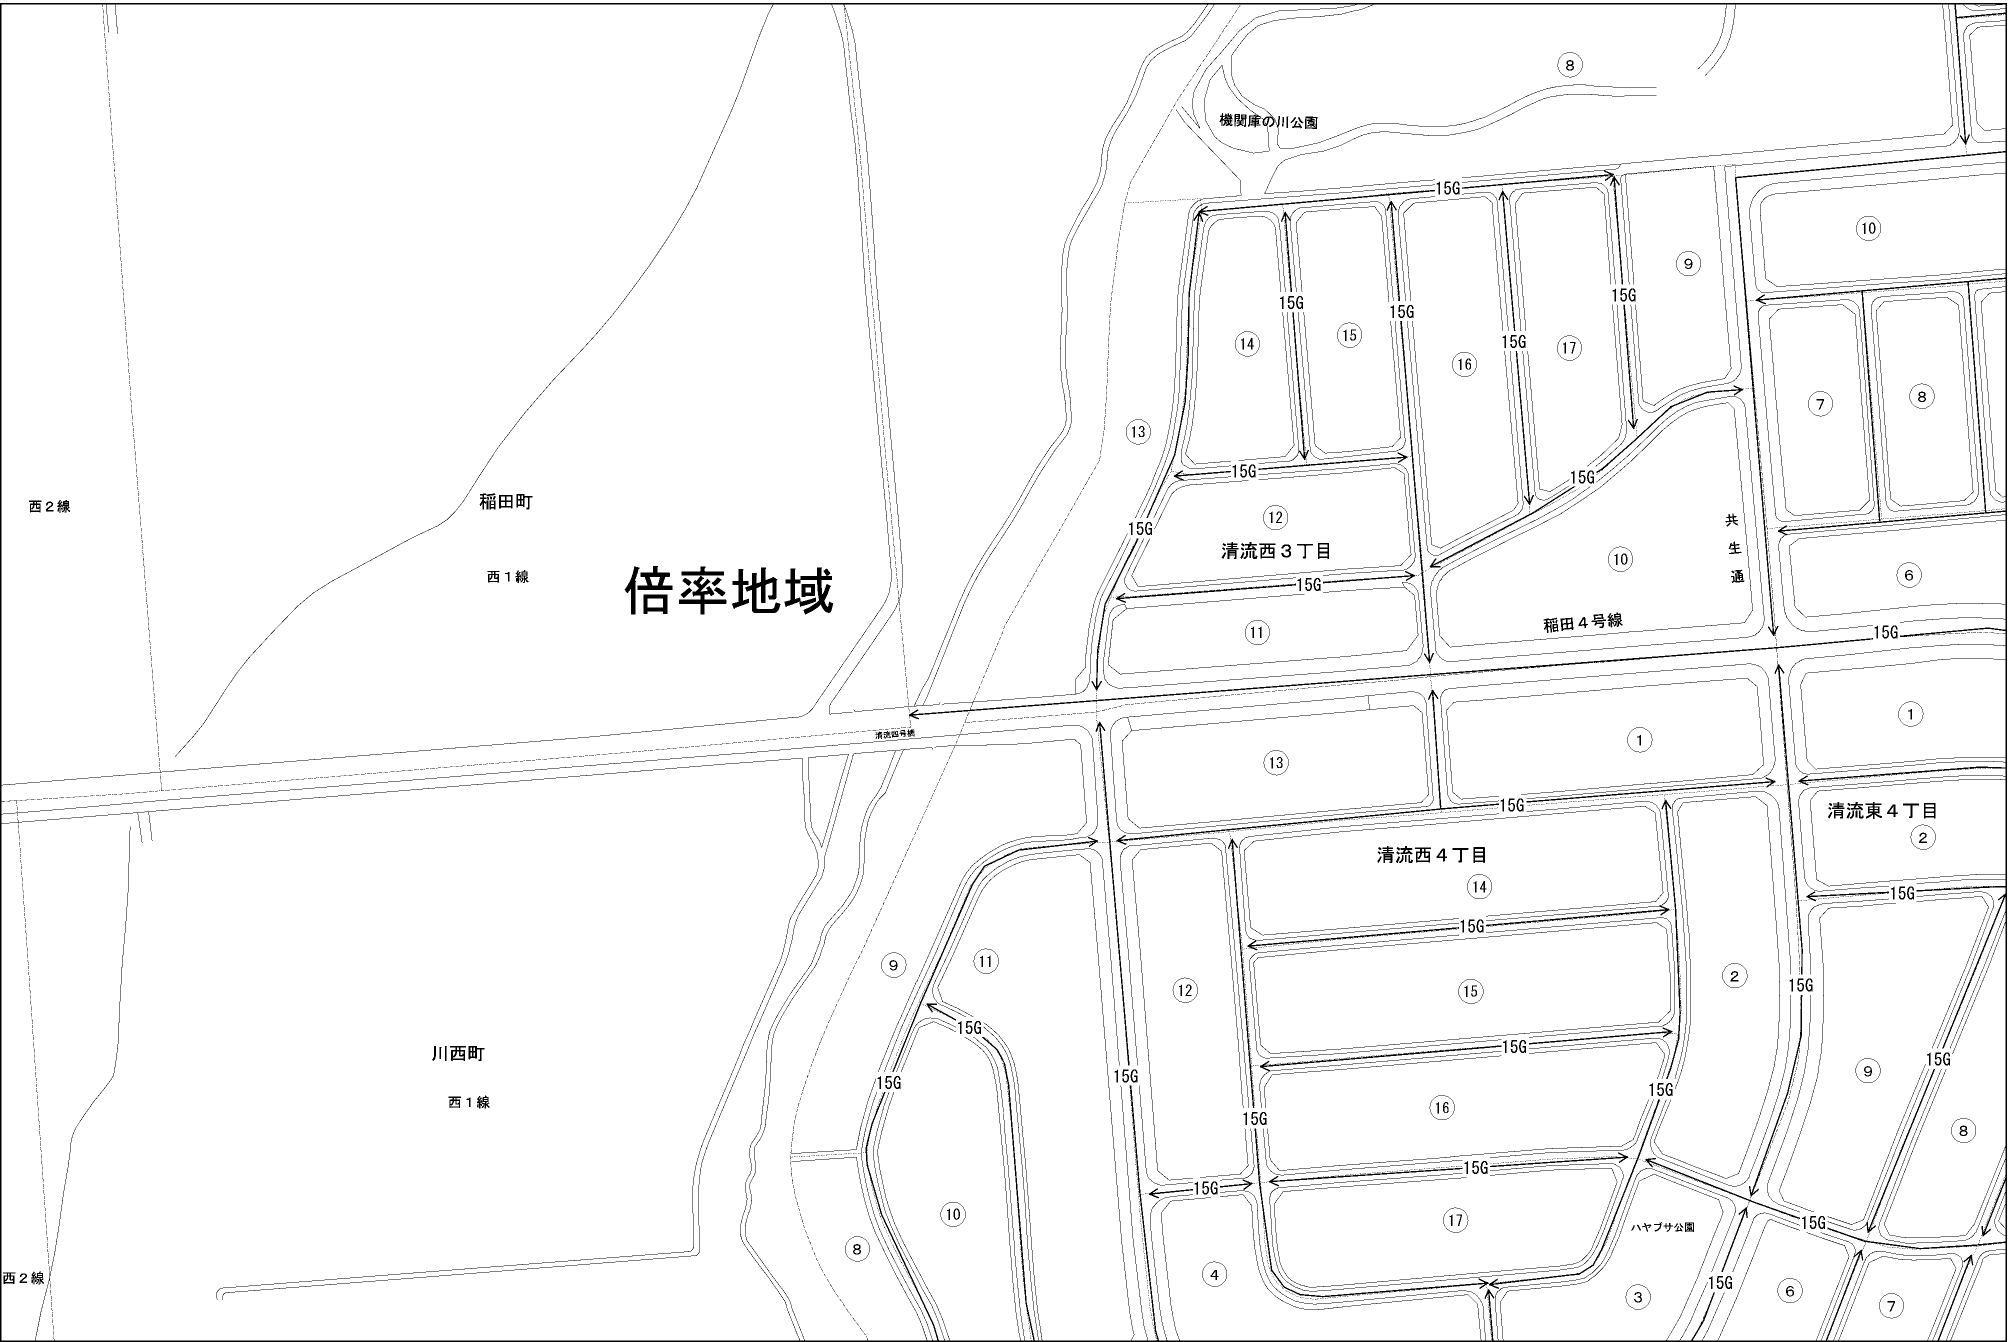 ⑧
機関庫の川公園
15G
⑩
⑨
15G
15G
15G
15G
⑭
⑮
⑯
⑰
⑦
⑧
⑬
15G
15G
西２線
稲田町
15G
⑫
清流西３丁目
共生通
西１線
倍率地域
15G
⑩
⑥
⑪
稲田４号線
15G
清流四号橋
⑬
①
①
15G
清流東４丁目
②
清流西４丁目
⑭
15G
15G
⑨
⑪
⑫
⑮
②
15G
15G
川西町
15G
15G
15G
15G
15G
⑨
西１線
⑯
15G
⑧
15G
15G
⑩
⑰
ハヤブサ公園
15G
⑧
④
西２線
③
15G
⑥
⑦